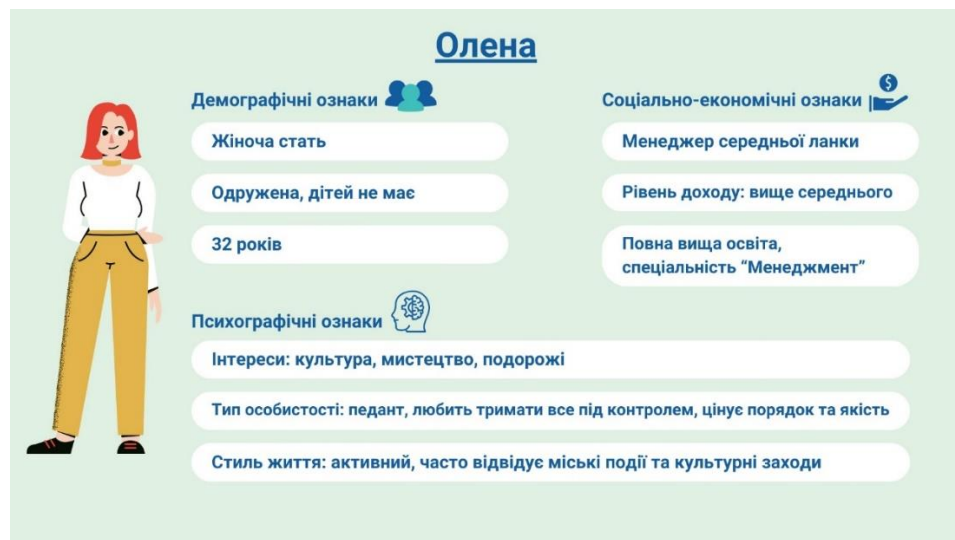 Олена
Демографічні ознаки
Жіноча стать
Одружена, дітей не має
32 років
Соціально-економічні ознаки
Менеджер середньої ланки
Рівень доходу: вище середнього
Повна вища освіта,
спеціальність “Менеджмент”
Психографічні ознаки
Інтереси: культура, мистецтво, подорожі
Тип особистості: педант, любить тримати все під контролем, цінує порядок та якість
Стиль життя: активний, часто відвідує міські події та культурні заходи